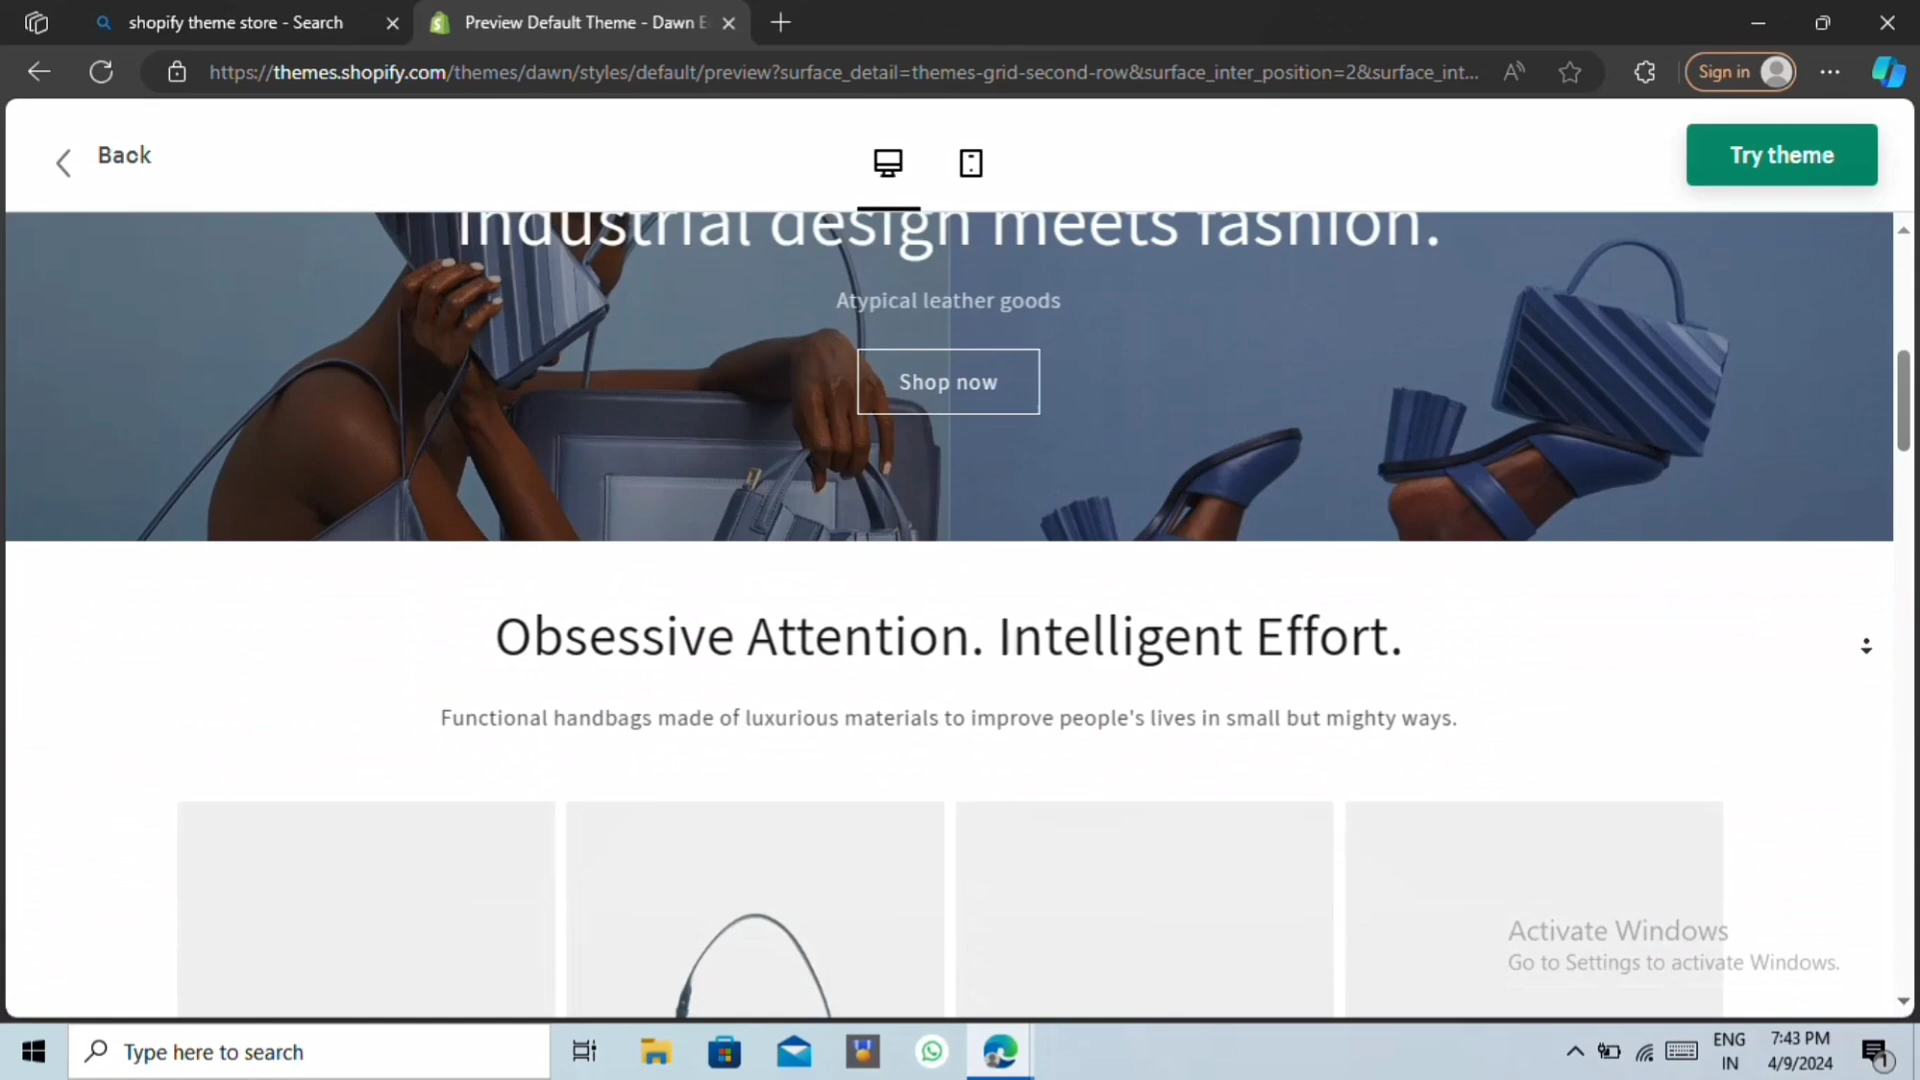 shopify theme store - Search
Preview Default Theme - Dawn E
https://themes.shopify.com/themes/dawn/styles/default/preview?surface_detail=themes-grid-second-row&surface_inter_position=2&surface_int...
Sign in
Back
Try theme
Industrial design meets fashion.
Atypical leather goods
Shop now
Obsessive Attention. Intelligent Effort.
Functional handbags made of luxurious materials to improve people's lives in small but mighty ways.
Activate Windows
Go to Settings to activate Windows.
Type here to search
ENG
IN
7:43 PM
4/9/2024
1